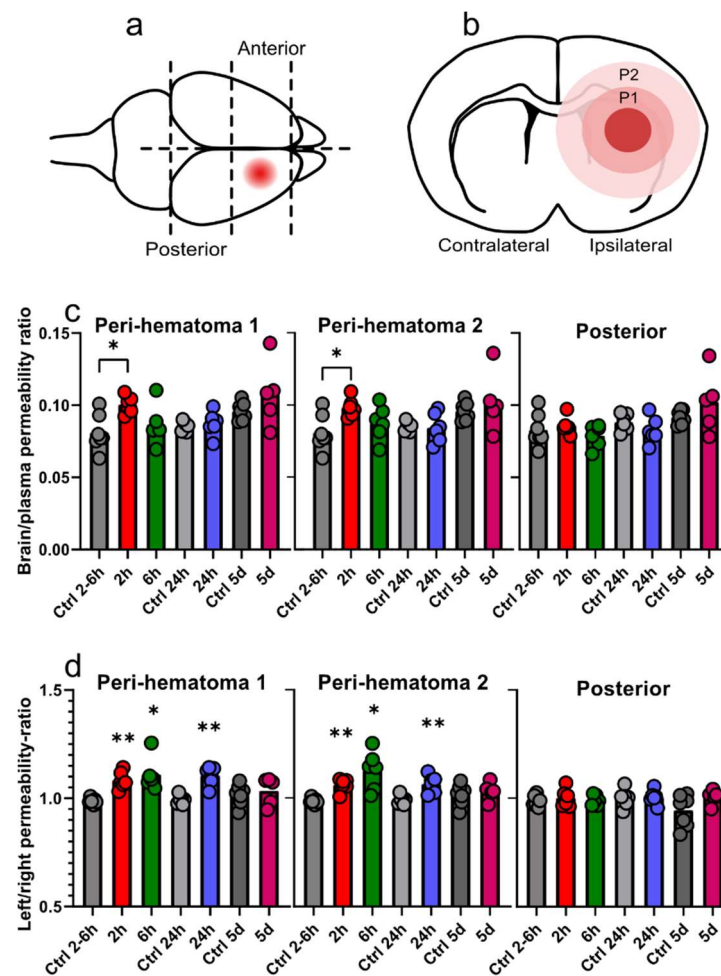 a
Anterior
Posterior
b
P2
P1
Contralateral Ipsilateral
c
Peri-hematoma 1 Peri-hematoma 2 Posterior
Brain/plasma permeability ratio
0.15
0.10
0.05
0.00
* *
Ctrl 2-6h 2h 6h Ctrl 24h 24h Ctrl 5d 5d
Ctrl 2-6h 2h 6h Ctrl 24h 24h Ctrl 5d 5d
Ctrl 2-6h 2h 6h Ctrl 24h 24h Ctrl 5d 5d
d
Peri-hematoma 1 Peri-hematoma 2 Posterior
Left/right permeability-ratio
1.5
1.0
0.5
** * ** ** * **
Ctrl 2-6h 2h 6h Ctrl 24h 24h Ctrl 5d 5d
Ctrl 2-6h 2h 6h Ctrl 24h 24h Ctrl 5d 5d
Ctrl 2-6h 2h 6h Ctrl 24h 24h Ctrl 5d 5d